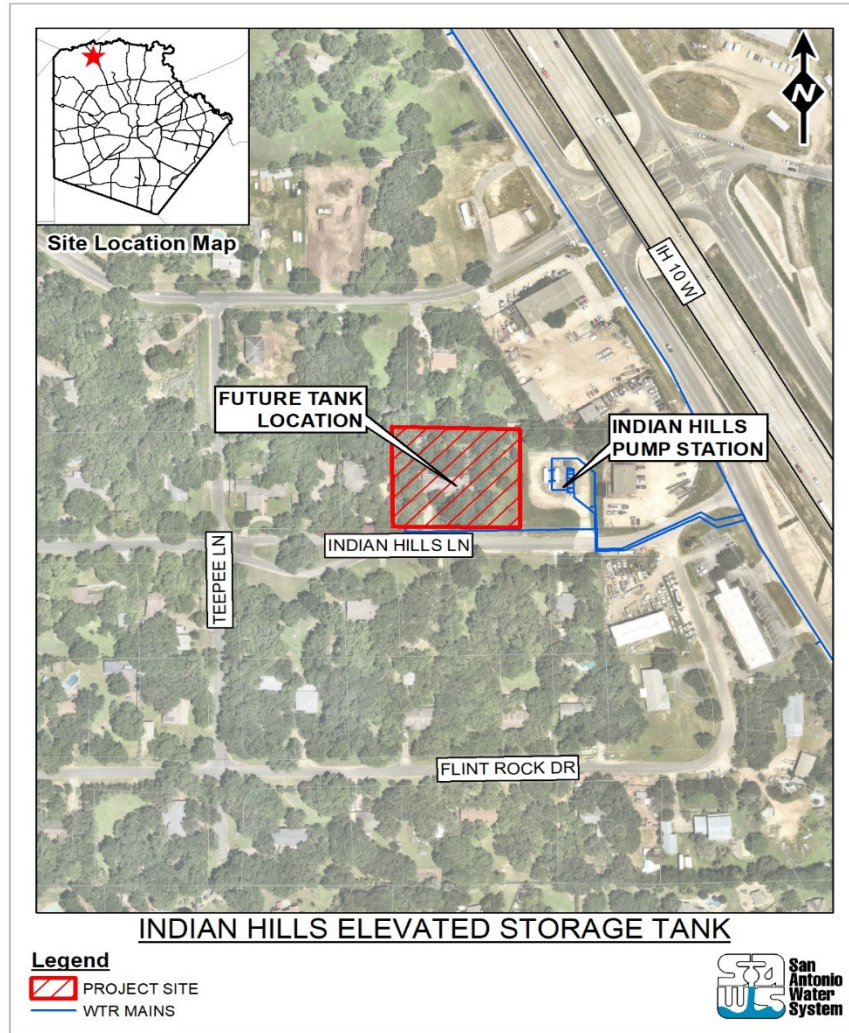 N
Site Location Map
IH 10 W
FUTURE TANK
LOCATION
INDIAN HILLS
PUMP STATION
INDIAN HILLS LN
TEEPEE LN
FLINT ROCK DR
INDIAN HILLS ELEVATED STORAGE TANK
Legend
PROJECT SITE
WTR MAINS
SAWS
San
Antonio
Water
System